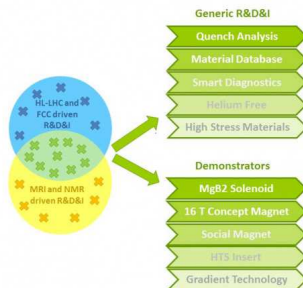 Generic R&D&I
Quench Analysis
Material Database
Smart Diagnostics
Helium Free
High Stress Materials
HL-LHC and
FCC driven
R&D&I
MRI and NMR
driven R&D&I
Demonstrators
MgB2 Solenoid
16 T Concept Magnet
Social Magnet
HTS Insert
Gradient Technology